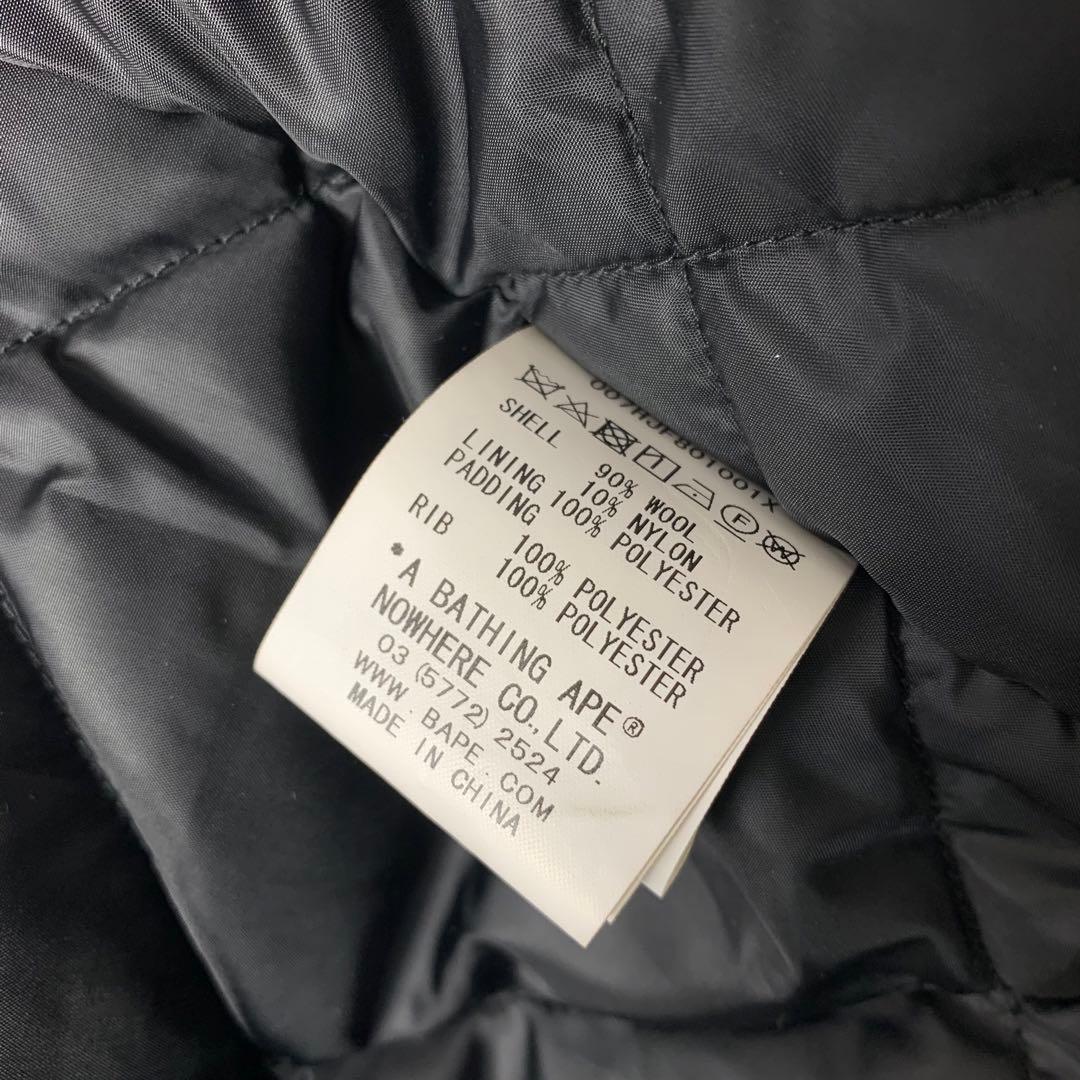 007HJF801001X
SHELL 90% WOOL
10% NYLON
LINING 100% POLYESTER
PADDING
100% POLYESTER
RIB 100% POLYESTER
* A BATHING APE®
NOWHERE CO., LTD.
03 (5772) 2524
WWW.BAPE.COM
MADE IN CHINA